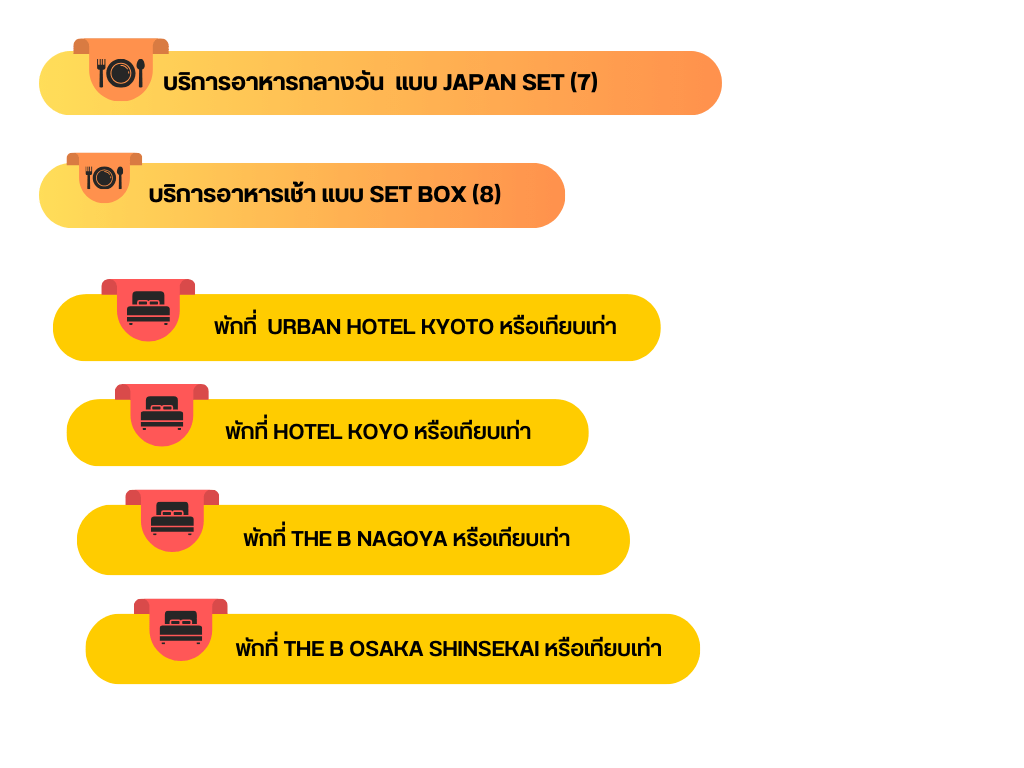 บริการอาหารกลางวัน แบบ JAPAN SET (7)
บริการอาหารเช้า แบบ SET BOX (8)
พักที่ URBAN HOTEL KYOTO หรือเทียบเท่า
พักที่ HOTEL KOYO หรือเทียบเท่า
พักที่ THE B NAGOYA หรือเทียบเท่า
พักที่ THE B OSAKA SHINSEKAI หรือเทียบเท่า